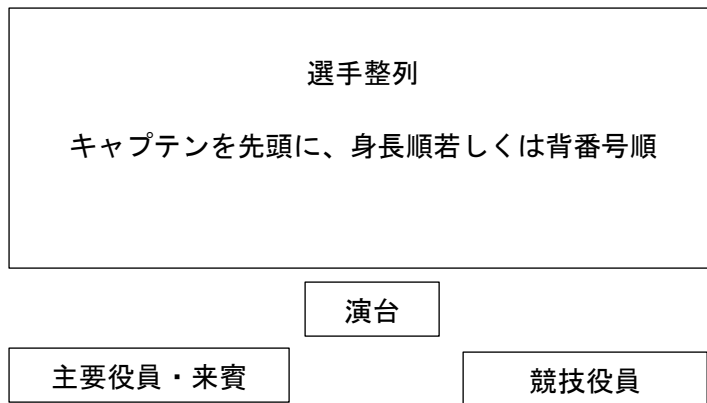 選手整列
キャプテンを先頭に、身長順若しくは背番号順
演台
主要役員・来賓
競技役員